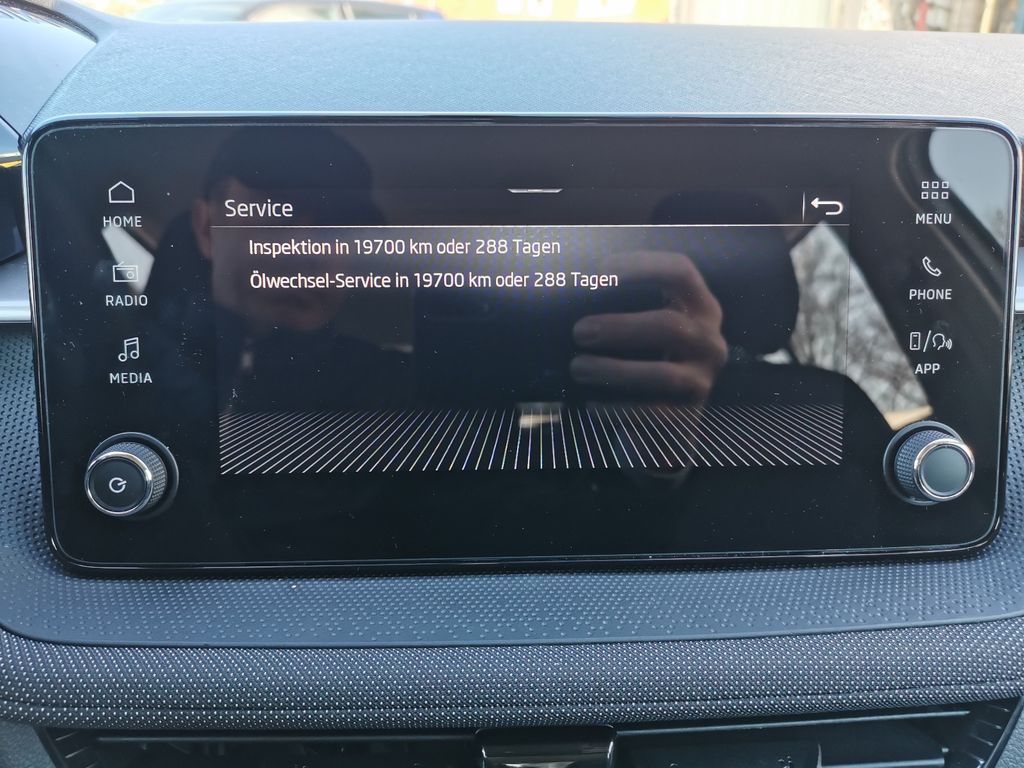 Service
Inspektion in 19700 km oder 288 Tagen
Ölwechsel-Service in 19700 km oder 288 Tagen
HOME
RADIO
MEDIA
MENU
PHONE
APP